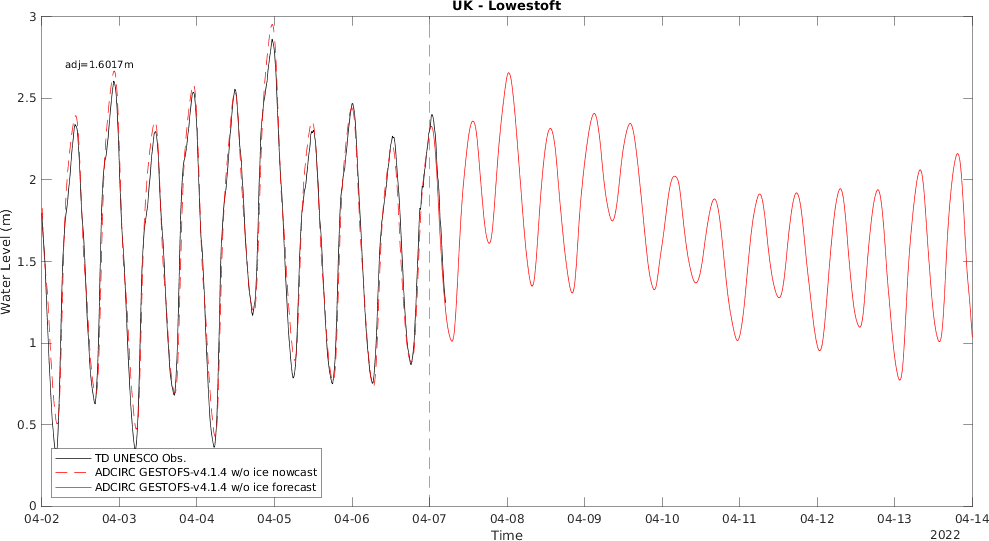 UK - Lowestoft
3
adj=1.6017m
2.5
2
1.5
1
0.5
0
Water Level (m)
TD UNESCO Obs.
ADCIRC GESTOFS-v4.1.4 w/o ice nowcast
ADCIRC GESTOFS-v4.1.4 w/o ice forecast
04-02 04-03 04-04 04-05 04-06 04-07 04-08 04-09 04-10 04-11 04-12 04-13 04-14
Time
2022